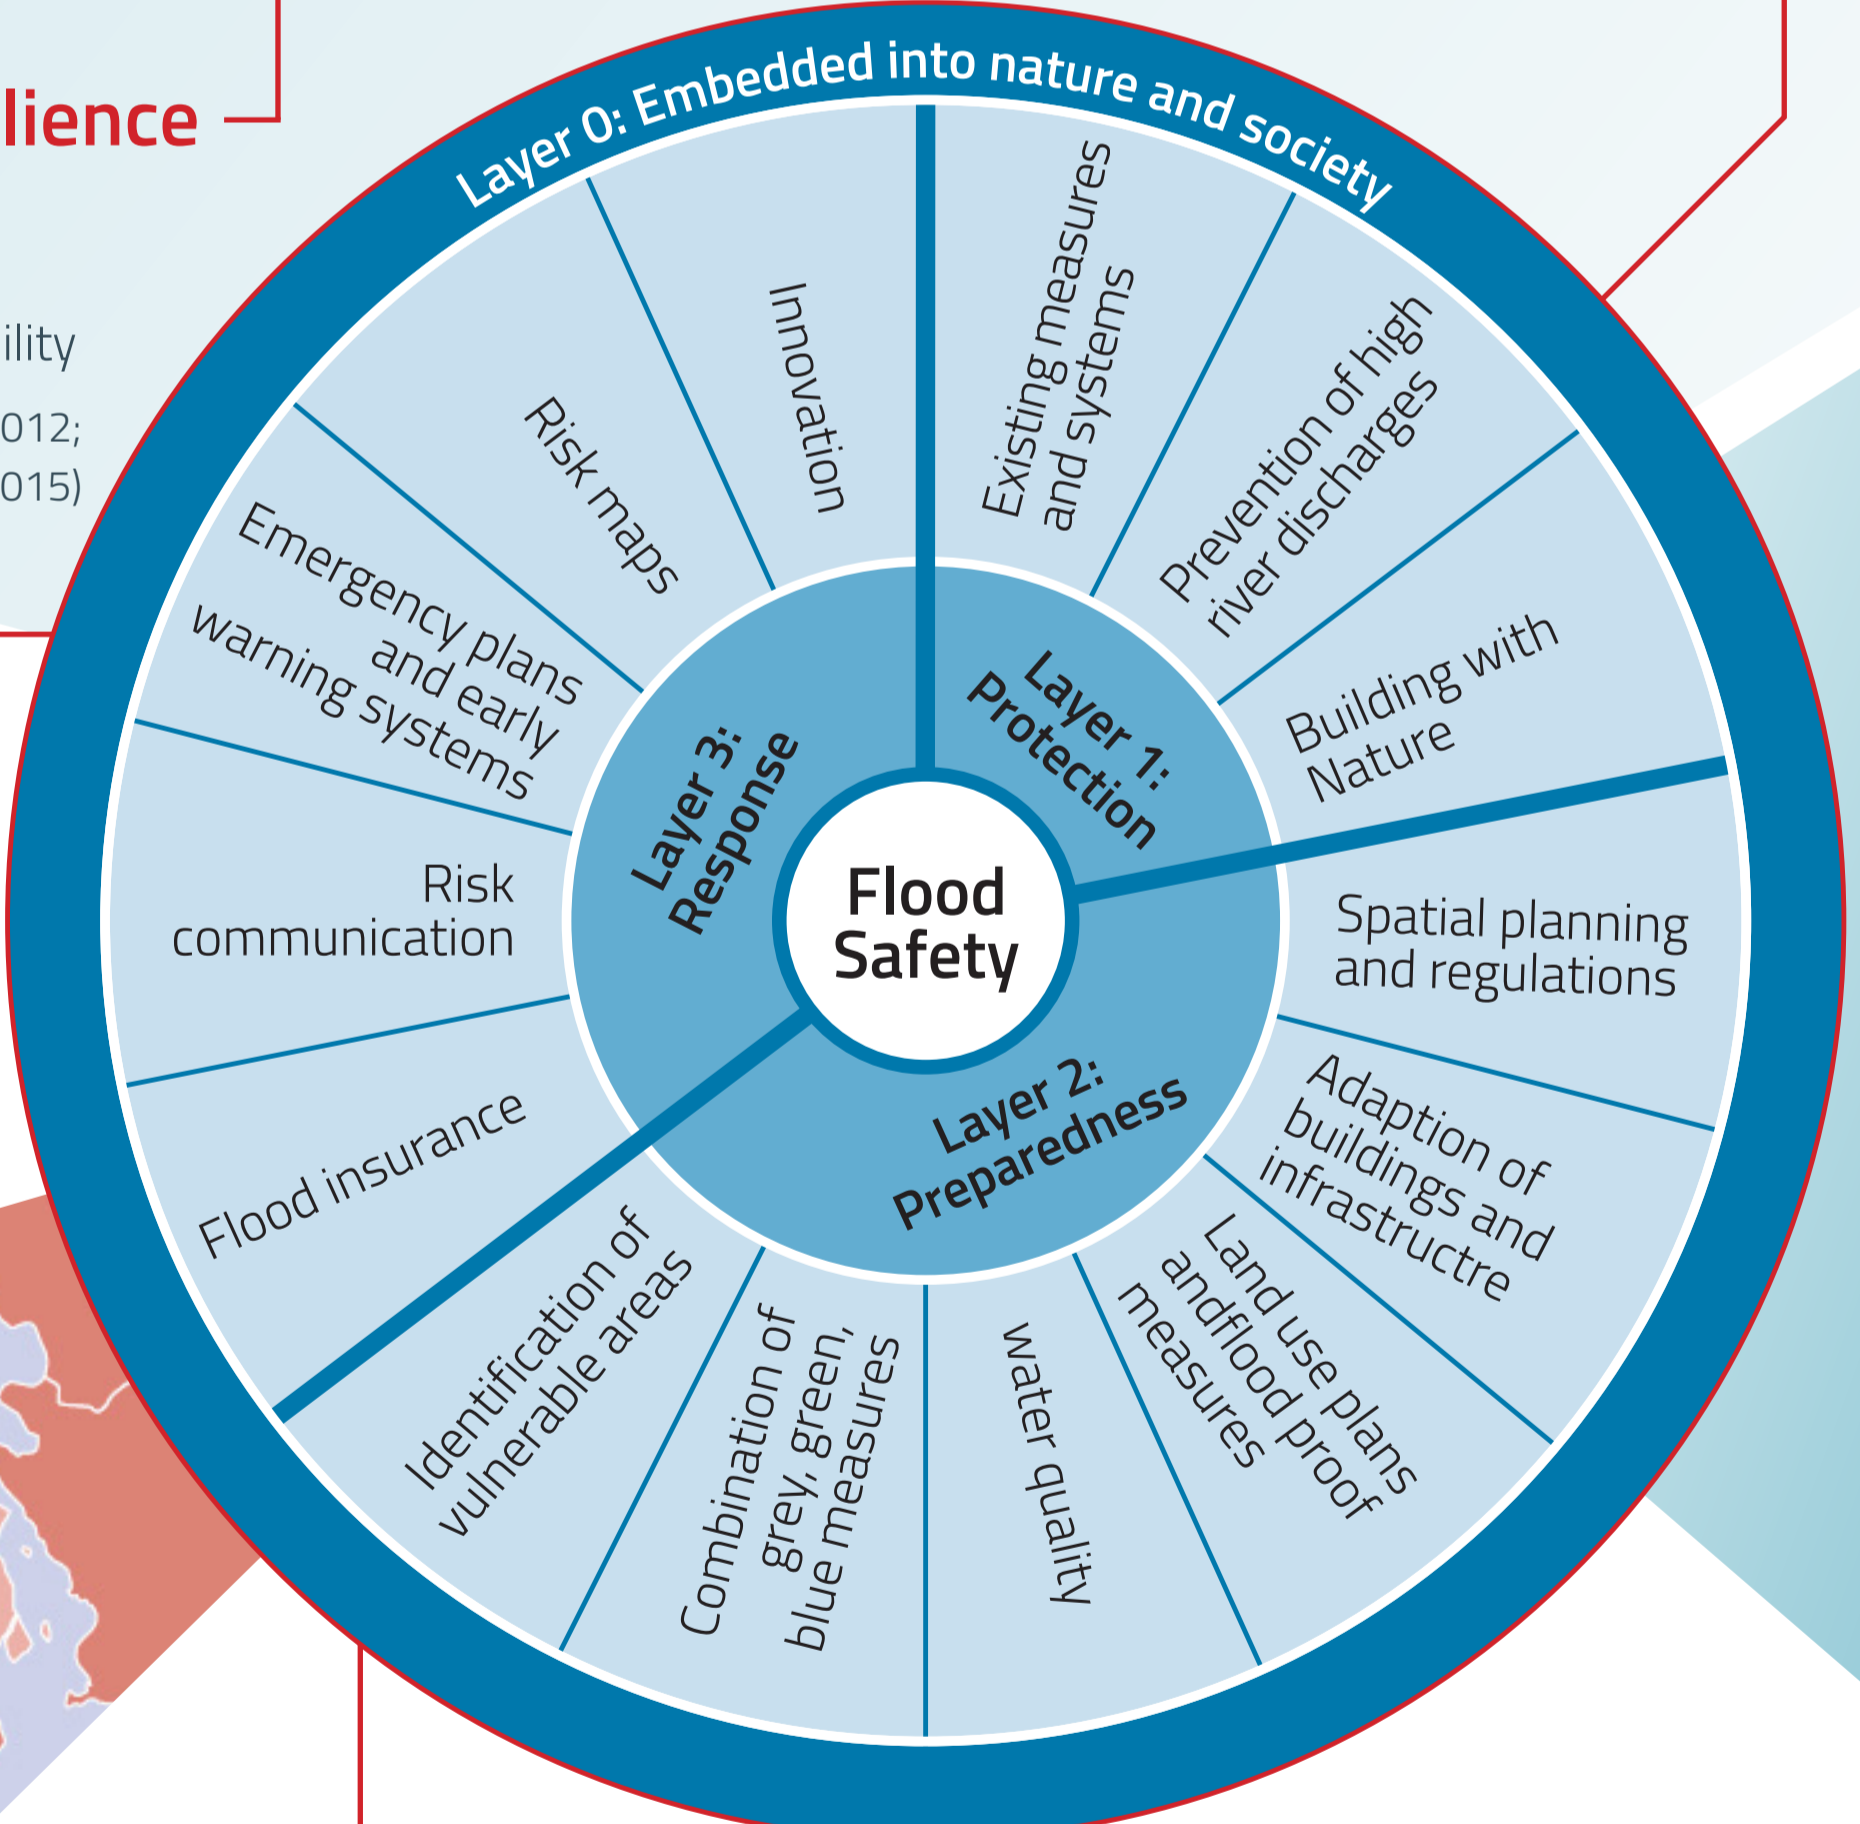 lience
ility
012;
015)
Layer 0: Embedded into nature and society
Flood
Safety
Layer 1:
Protection
Existing measures
and systems
Prevention of high
river discharges
Building with
Nature
Layer 2:
Preparedness
Spatial planning
and regulations
Adaption of
buildings and
infrastructre
Land use plans
andflood proof
measures
water quality
Combination of
grey, green,
blue measures
Identification of
vulnerable areas
Layer 3:
Response
Flood insurance
Risk
communication
Emergency plans
and early
warning systems
Risk maps
Innovation